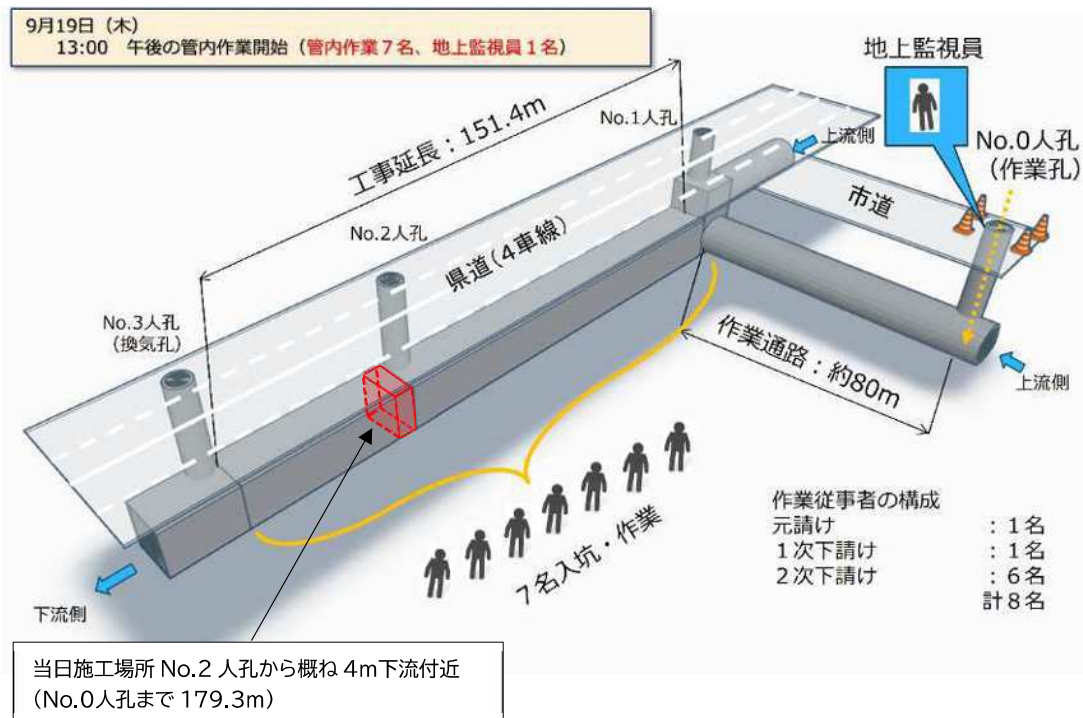 9月19日（木）
13:00 午後の管内作業開始（管内作業７名、地上監視員１名）
地上監視員
No.0人孔
（作業孔）
No.1人孔
上流側
工事延長：151.4m
市道
No.2人孔
県道（4車線）
No.3人孔
（換気孔）
作業通路：約80m
上流側
７名入坑・作業
作業従事者の構成
元請け ：1名
1次下請け ：1名
2次下請け ：6名
計8名
下流側
当日施工場所 No.2 人孔から概ね 4m下流付近
（No.0人孔まで 179.3m）